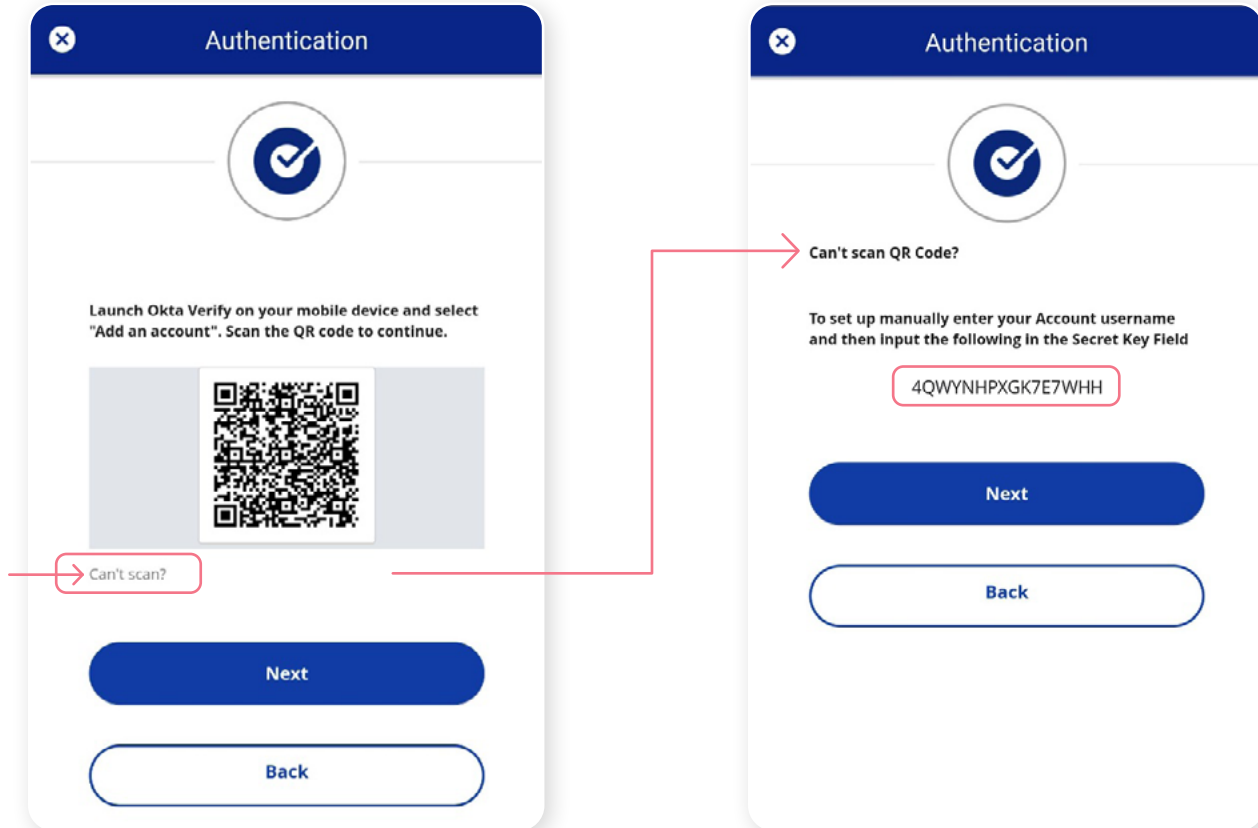 Authentication
Launch Okta Verify on your mobile device and select
"Add an account". Scan the QR code to continue.
Can't scan?
Next
Back
Authentication
Can't scan QR Code?
To set up manually enter your Account username
and then input the following in the Secret Key Field
4QWYNHPXGK7E7WHH
Next
Back